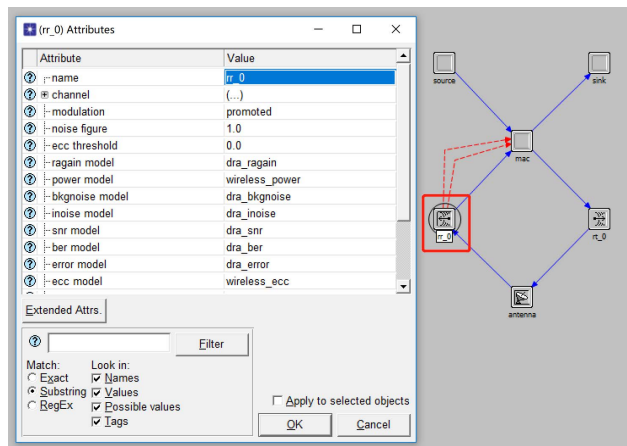 (rr_0) Attributes
Attribute Value
name rr_0
channel (...)
modulation promoted
noise figure 1.0
ecc threshold 0.0
ragain model dra_ragain
power model wireless_power
bkgnoise model dra_bkgnoise
inoise model dra_inoise
snr model dra_snr
ber model dra_ber
error model dra_error
ecc model wireless_ecc
Extended Attrs.
Filter
Match: Look in:
Exact Names
Substring Values
RegEx Possible values
Tags
Apply to selected objects
OK Cancel
source sink
mac
rr_0 rt_0
antenna